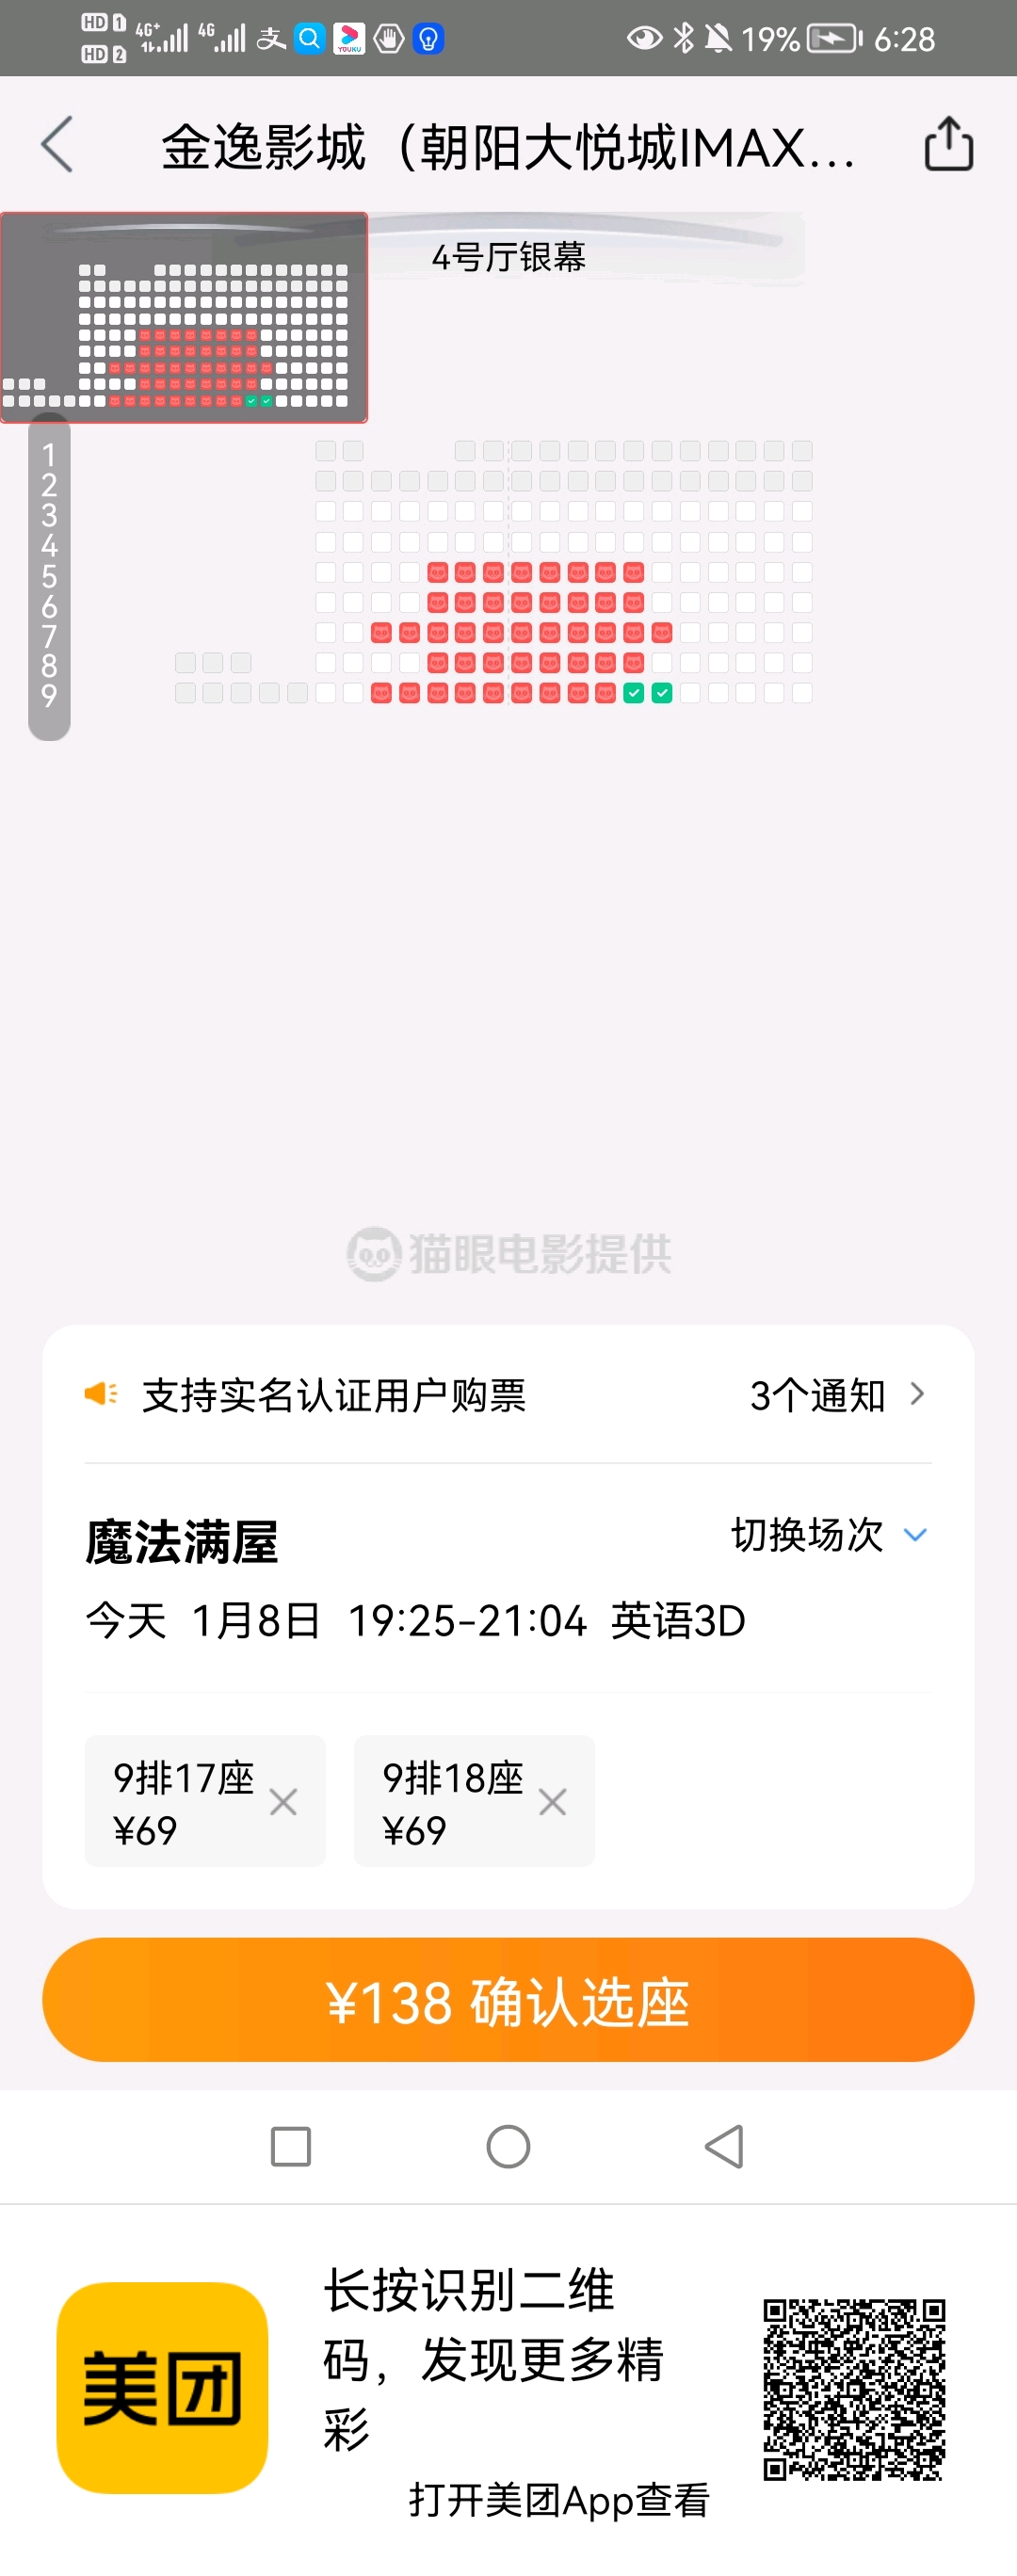 HD 1 4G+ 4G 支 YOUKU 19% 6:28
HD 2
金逸影城（朝阳大悦城IMAX...
4号厅银幕
1
2
3
4
5
6
7
8
9
猫眼电影提供
支持实名认证用户购票 3个通知
魔法满屋 切换场次
今天 1月8日 19:25-21:04 英语3D
9排17座 9排18座
¥69 ¥69
¥138 确认选座
美团
长按识别二维
码，发现更多精
彩
打开美团App查看